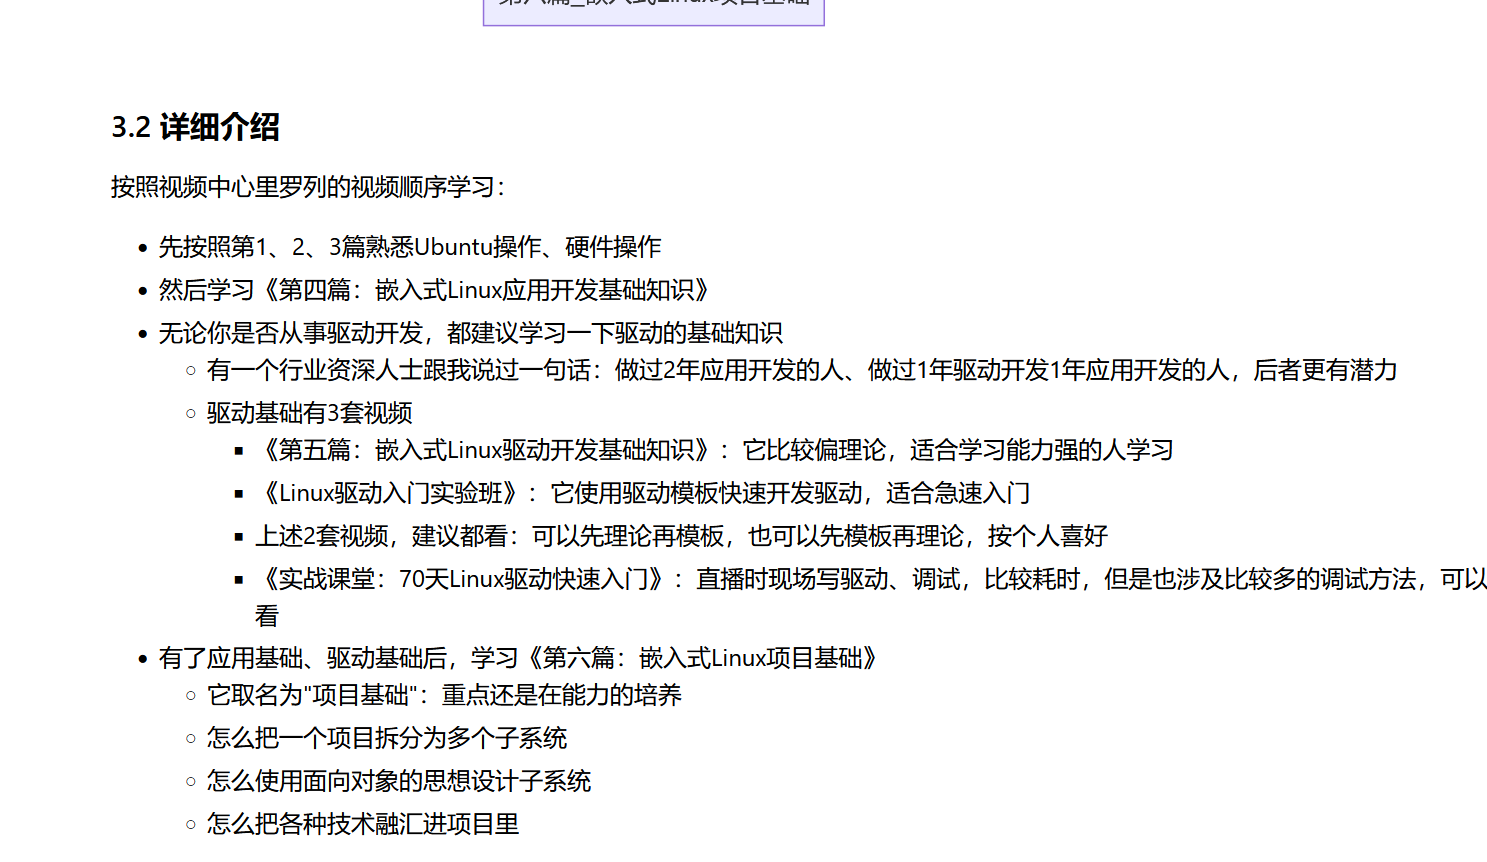 第六篇_嵌入式Linux项目基础
3.2 详细介绍
按照视频中心里罗列的视频顺序学习：
先按照第1、2、3篇熟悉Ubuntu操作、硬件操作
然后学习《第四篇：嵌入式Linux应用开发基础知识》
无论你是否从事驱动开发，都建议学习一下驱动的基础知识
有一个行业资深人士跟我说过一句话：做过2年应用开发的人、做过1年驱动开发1年应用开发的人，后者更有潜力
驱动基础有3套视频
《第五篇：嵌入式Linux驱动开发基础知识》：它比较偏理论，适合学习能力强的人学习
《Linux驱动入门实验班》：它使用驱动模板快速开发驱动，适合急速入门
上述2套视频，建议都看：可以先理论再模板，也可以先模板再理论，按个人喜好
《实战课堂：70天Linux驱动快速入门》：直播时现场写驱动、调试，比较耗时，但是也涉及比较多的调试方法，可以
看
有了应用基础、驱动基础后，学习《第六篇：嵌入式Linux项目基础》
它取名为"项目基础"：重点还是在能力的培养
怎么把一个项目拆分为多个子系统
怎么使用面向对象的思想设计子系统
怎么把各种技术融汇进项目里